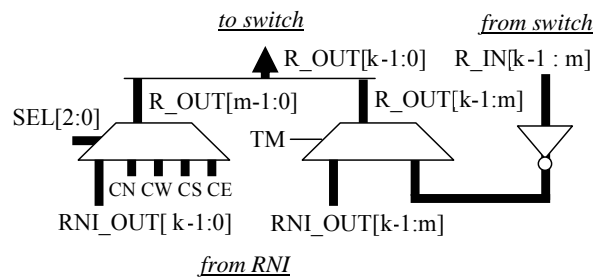 to switch
from switch
R_OUT[k-1:0]
R_IN[k-1 : m]
R_OUT[m-1:0]
R_OUT[k-1:m]
SEL[2:0]
TM
CN CW CS CE
RNI_OUT[ k-1:0]
RNI_OUT[k-1:m]
from RNI